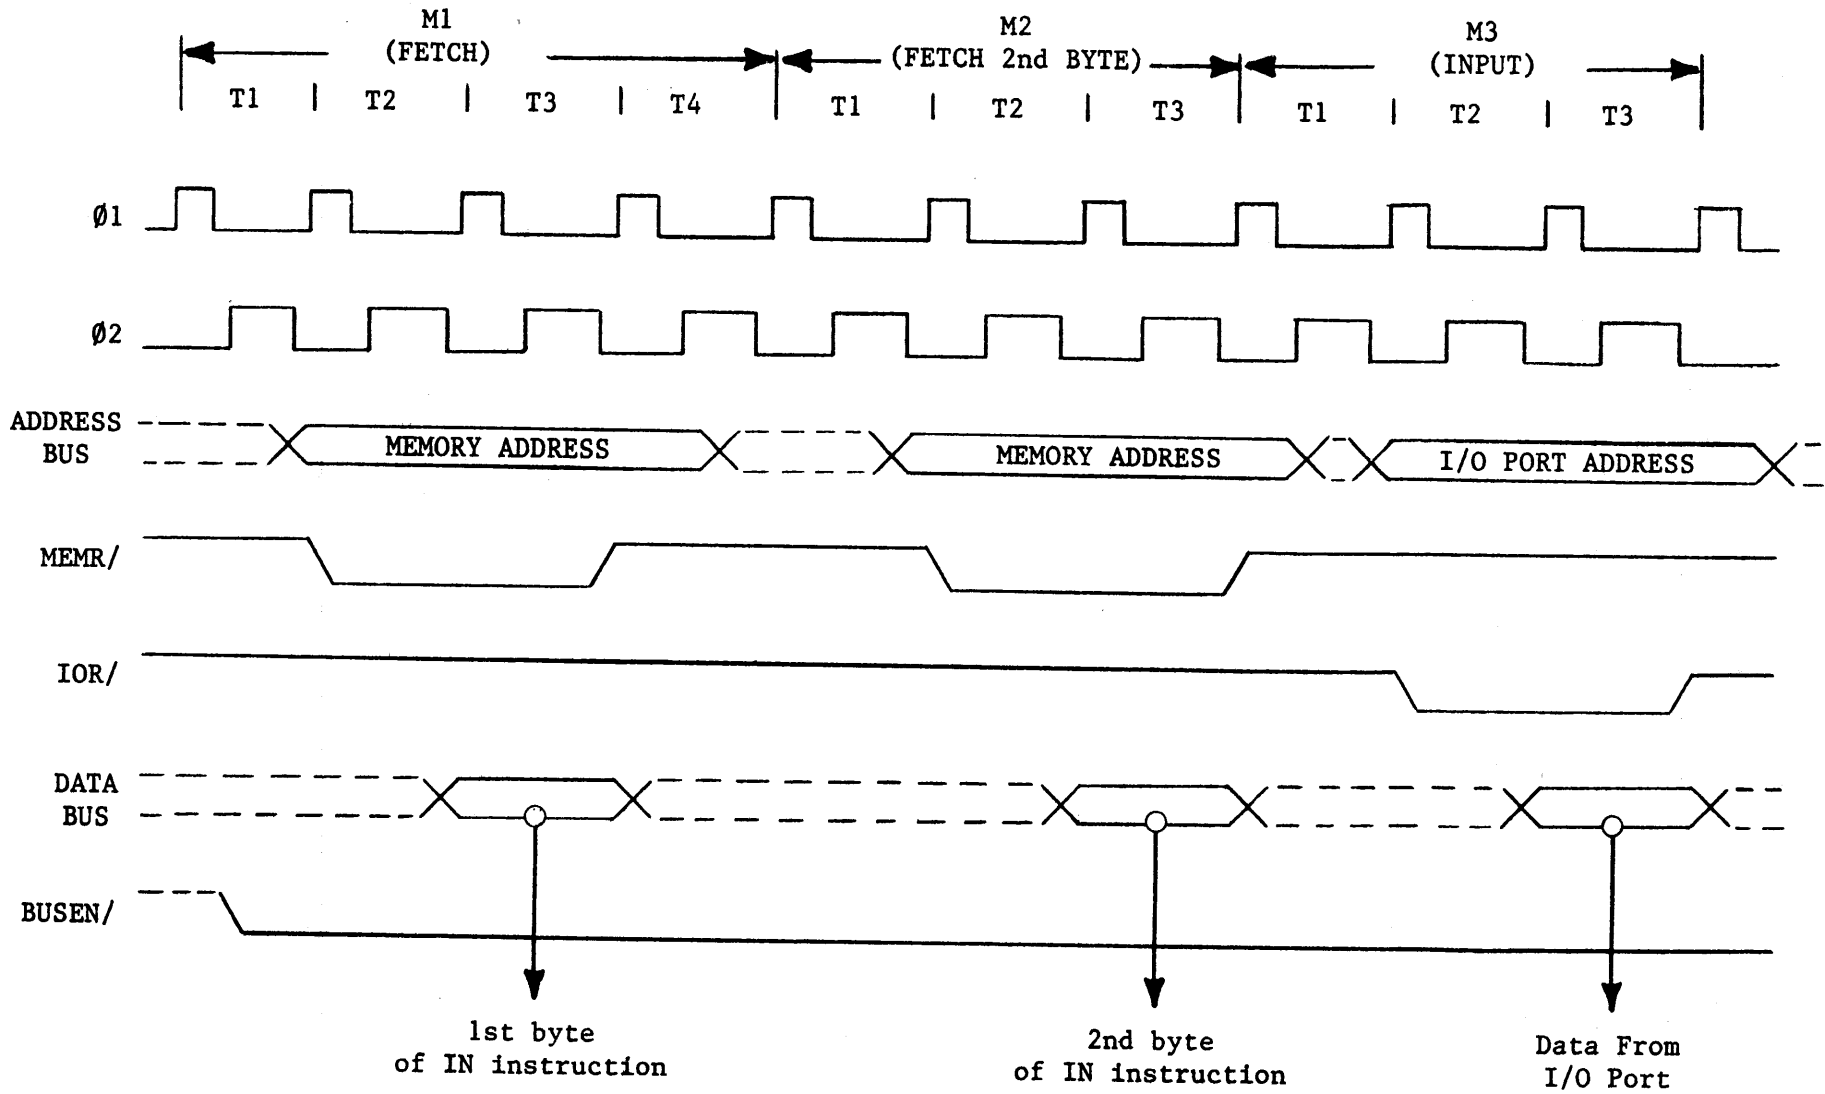 M1
(FETCH)
M2
(FETCH 2nd BYTE)
M3
(INPUT)
T1 | T2 | T3 | T4 | T1 | T2 | T3 | T1 | T2 | T3
Ø1
Ø2
ADDRESS
BUS
MEMORY ADDRESS
MEMORY ADDRESS
I/O PORT ADDRESS
MEMR/
IOR/
DATA
BUS
BUSEN/
1st byte
of IN instruction
2nd byte
of IN instruction
Data From
I/O Port